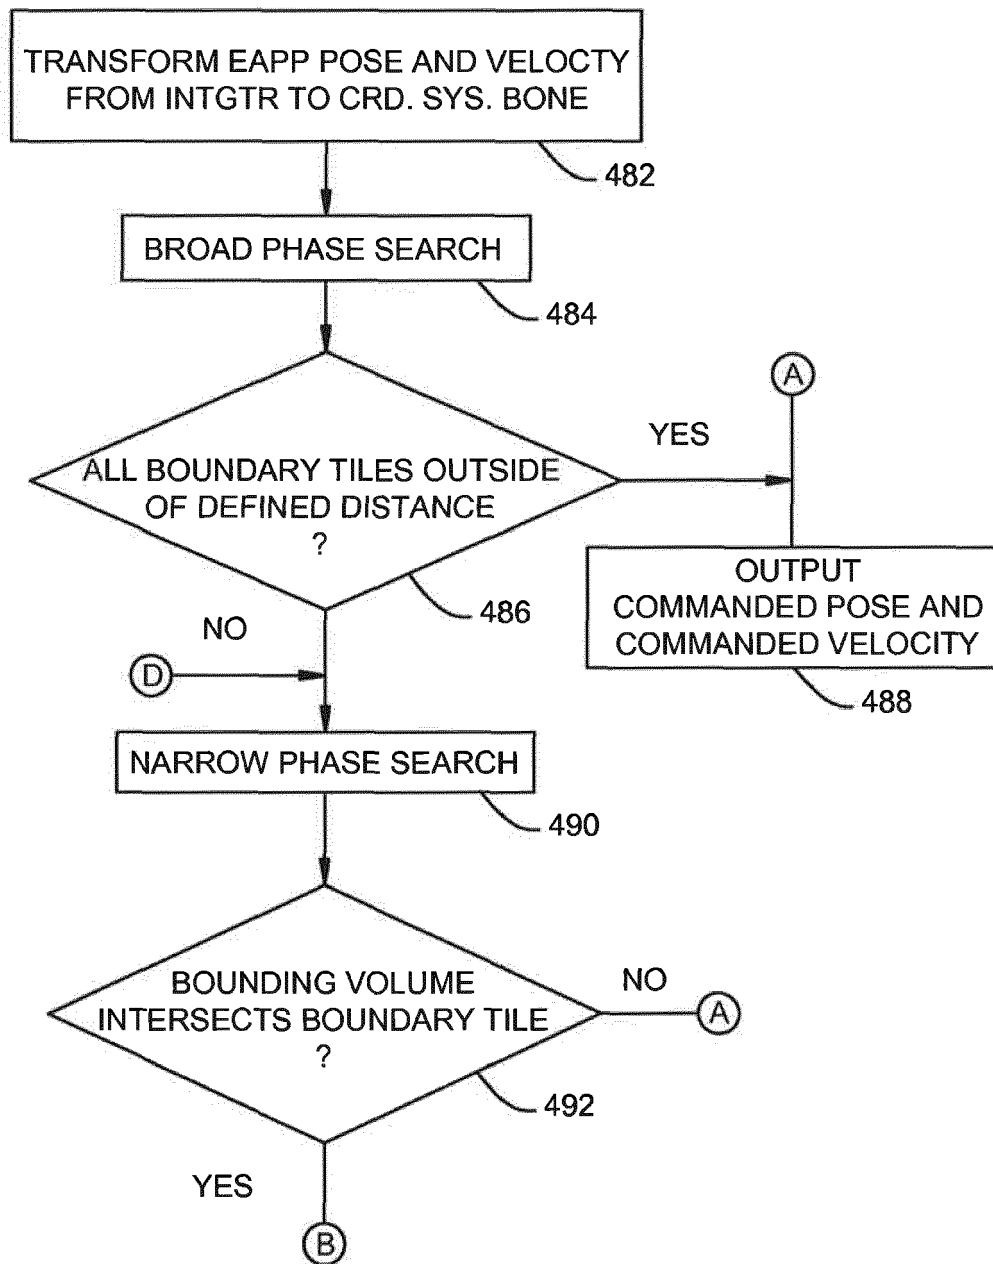 TRANSFORM EAPP POSE AND VELOCTY
FROM INTGTR TO CRD. SYS. BONE
482
BROAD PHASE SEARCH
484
A
YES
ALL BOUNDARY TILES OUTSIDE
OF DEFINED DISTANCE
?
486
OUTPUT
COMMANDED POSE AND
COMMANDED VELOCITY
488
NO
D
NARROW PHASE SEARCH
490
BOUNDING VOLUME
INTERSECTS BOUNDARY TILE
?
NO
A
492
YES
B